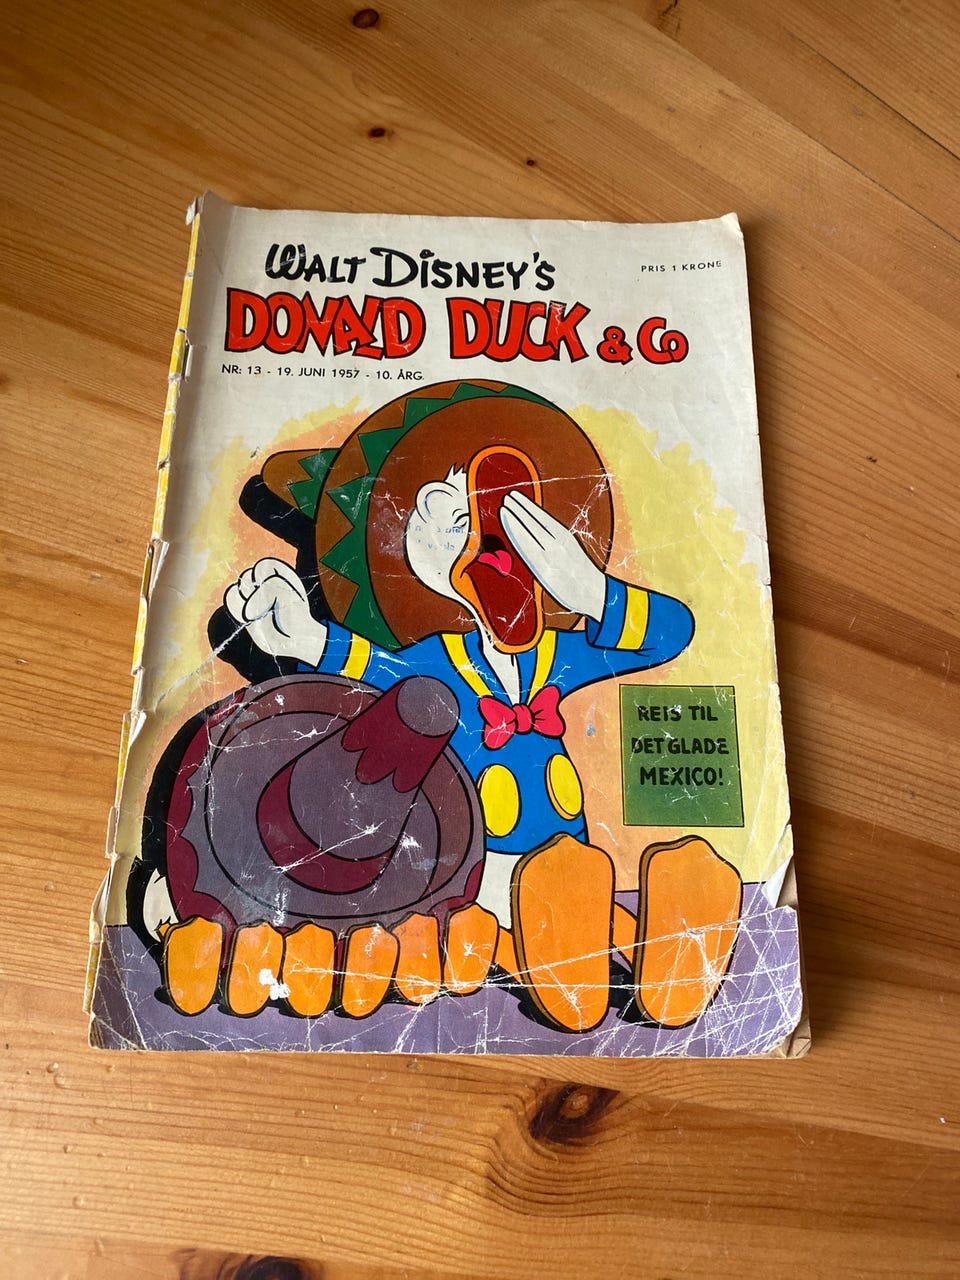 WALT DISNEY'S
PRIS 1 KRONE
DONALD DUCK & Co
NR: 13 - 19. JUNI 1957 - 10. ÅRG.
REIS TIL
DET GLADE
MEXICO!